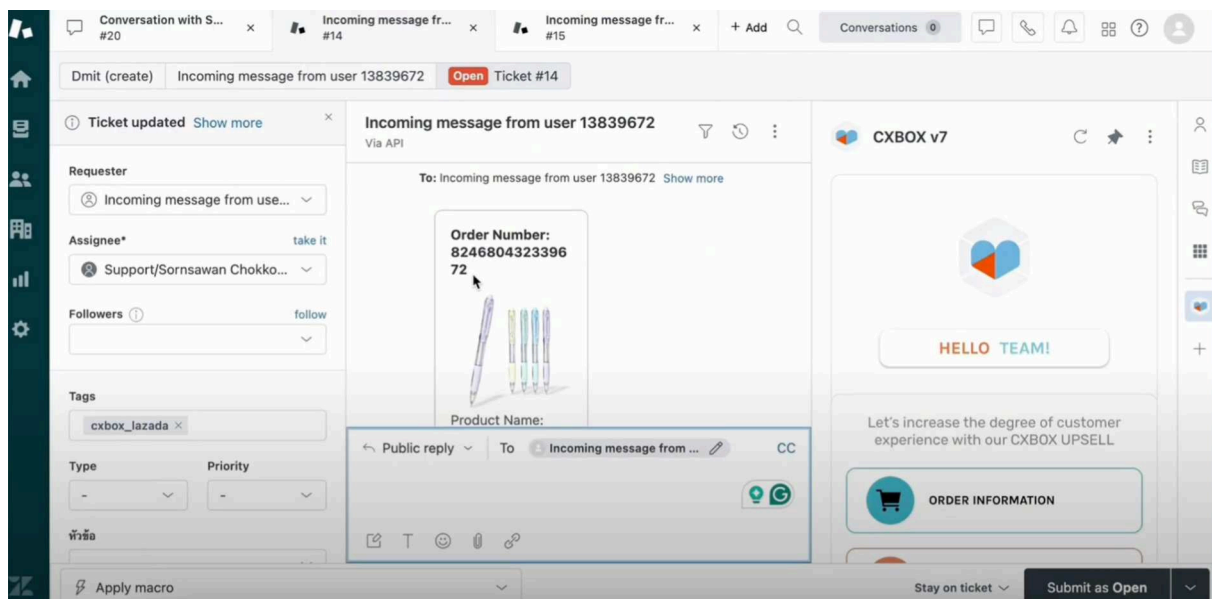 Conversation with S...
#20
Incoming message fr...
#14
Incoming message fr...
#15
+ Add
Conversations 0
Dmit (create)
Incoming message from user 13839672
Open Ticket #14
Ticket updated Show more
Requester
Incoming message from use...
Assignee* take it
Support/Sornsawan Chokko...
Followers follow
Tags
cxbox_lazada ×
Type Priority
- -
หัวข้อ
Incoming message from user 13839672
Via API
To: Incoming message from user 13839672 Show more
Order Number:
8246804323396
72
Product Name:
Public reply To Incoming message from ... CC
CXBOX v7
HELLO TEAM!
Let's increase the degree of customer
experience with our CXBOX UPSELL
ORDER INFORMATION
Apply macro
Stay on ticket
Submit as Open